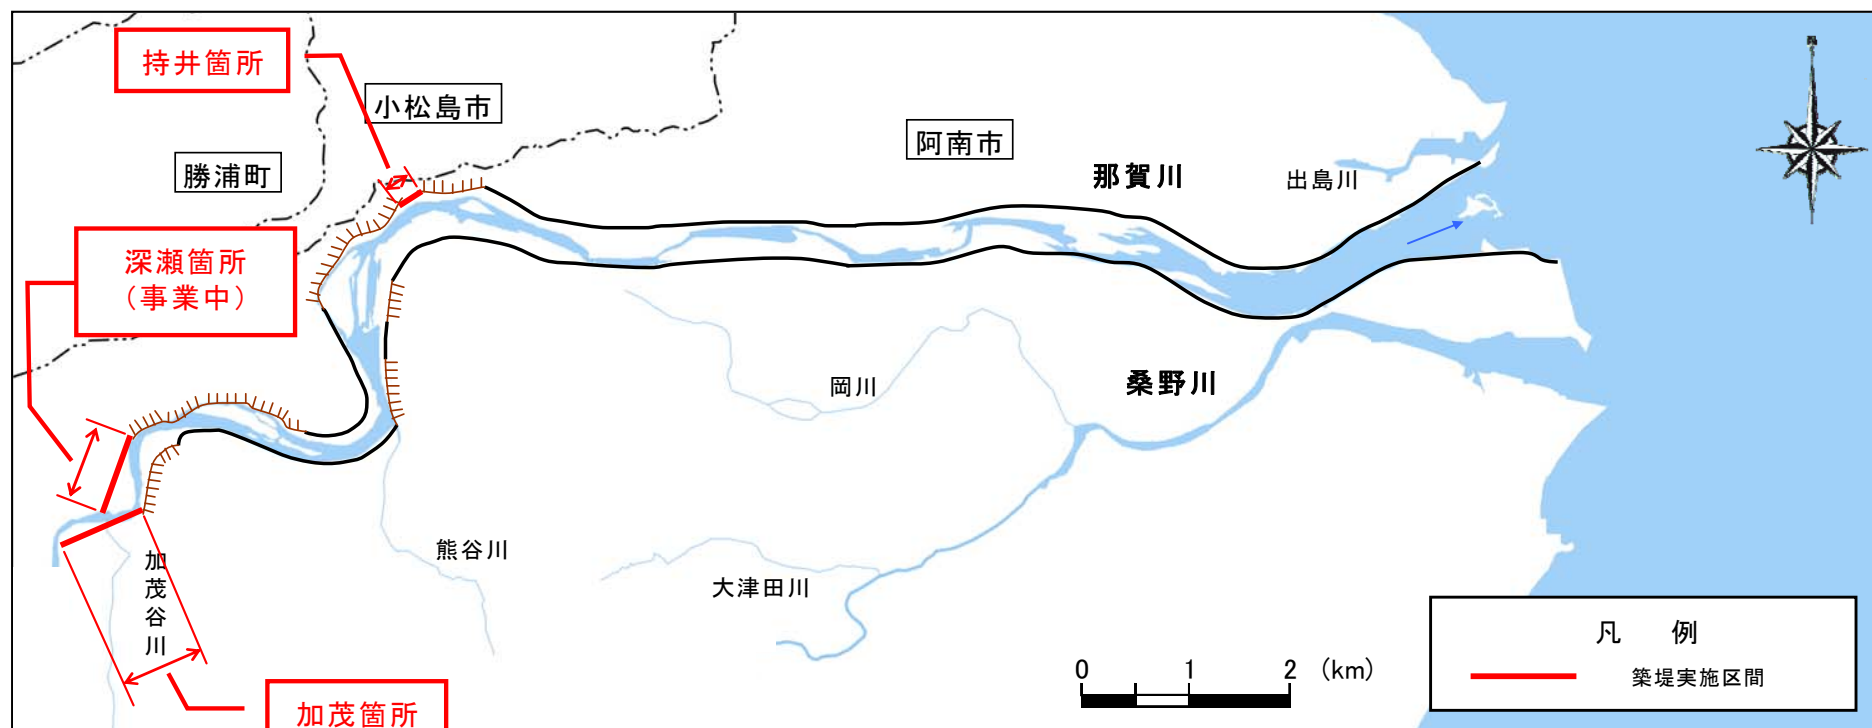 持井箇所
小松島市
阿南市
勝浦町
那賀川
出島川
深瀬箇所
（事業中）
岡川
桑野川
熊谷川
加茂谷川
大津田川
加茂箇所
0 1 2 (km)
凡 例
築堤実施区間